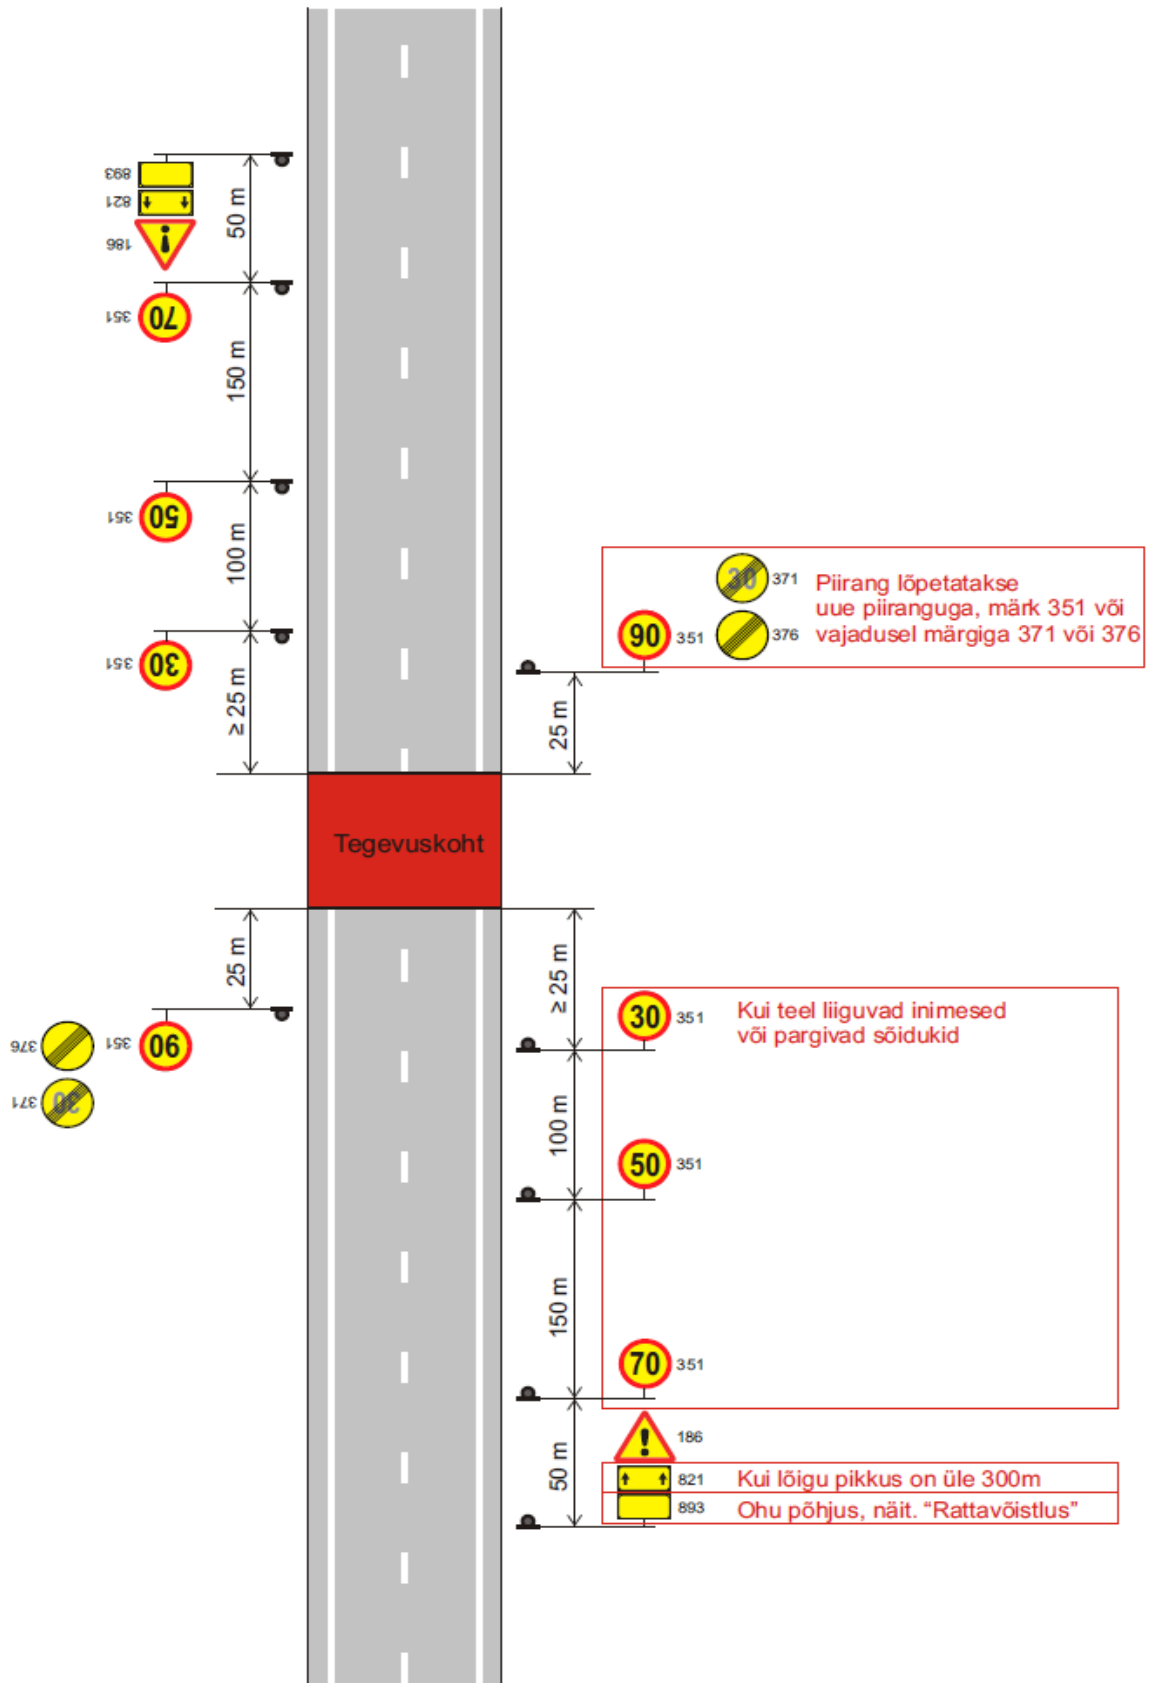 893
821
50 m
186
351
70
150 m
351
50
100 m
30
371
Piirang lõpetatakse
uue piiranguga, märk 351 või
vajadusel märgiga 371 või 376
90
351
376
351
30
≥ 25 m
25 m
Tegevuskoht
25 m
≥ 25 m
376
351
90
371
30
30
351
Kui teel liiguvad inimesed
või pargivad sõidukid
100 m
50
351
150 m
70
351
50 m
!
186
821
Kui lõigu pikkus on üle 300m
893
Ohu põhjus, näit. “Rattavõistlus”